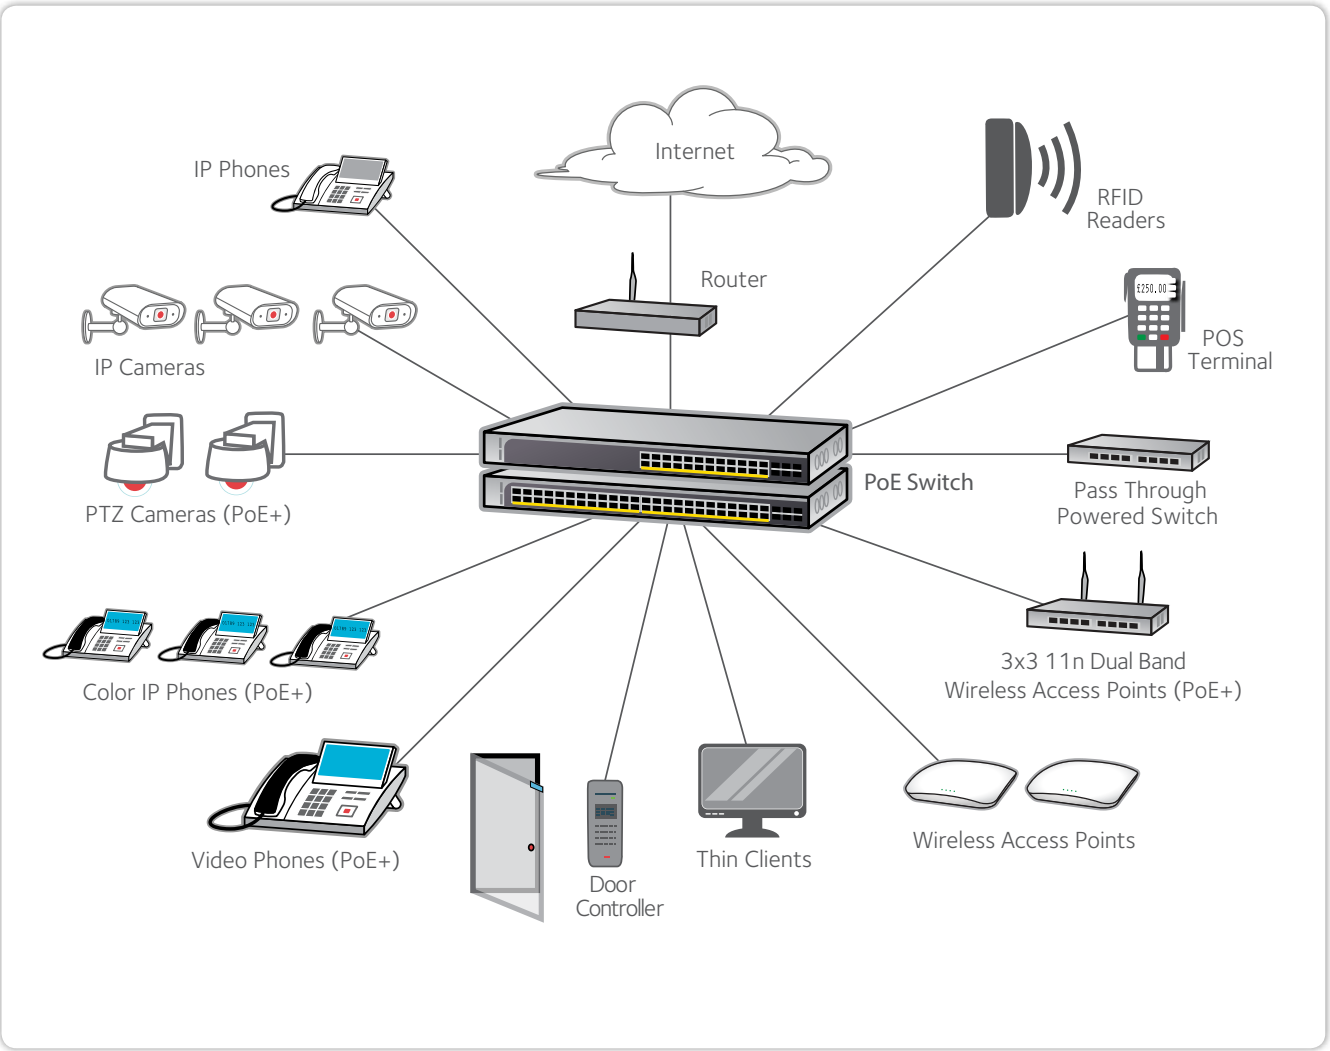 Internet
IP Phones
RFID
Readers
Router
£250.00
POS
Terminal
IP Cameras
PoE Switch
Pass Through
Powered Switch
PTZ Cameras (PoE+)
3x3 11n Dual Band
Wireless Access Points (PoE+)
Color IP Phones (PoE+)
Wireless Access Points
Video Phones (PoE+)
Thin Clients
Door
Controller